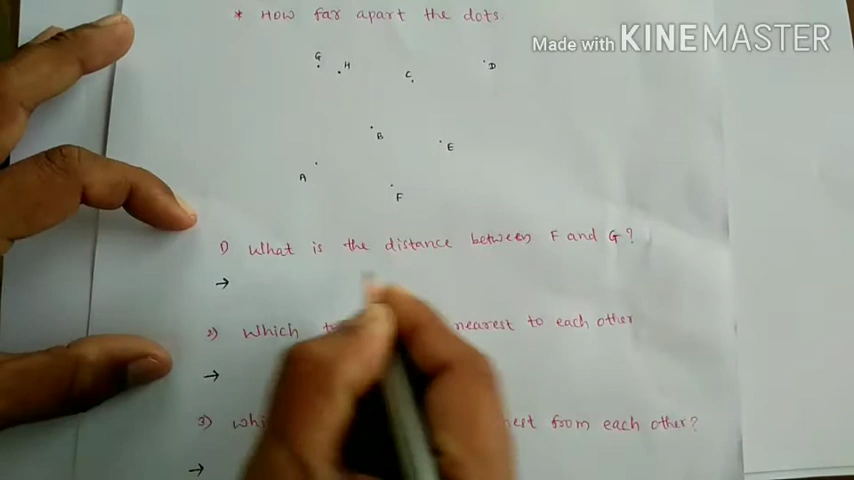 * How far apart the dots.
Made with KINEMASTER
G
H
C
D
B
E
A
F
1) What is the distance between F and G?
→
2) Which nearest to each other
→
3) from each other?
→